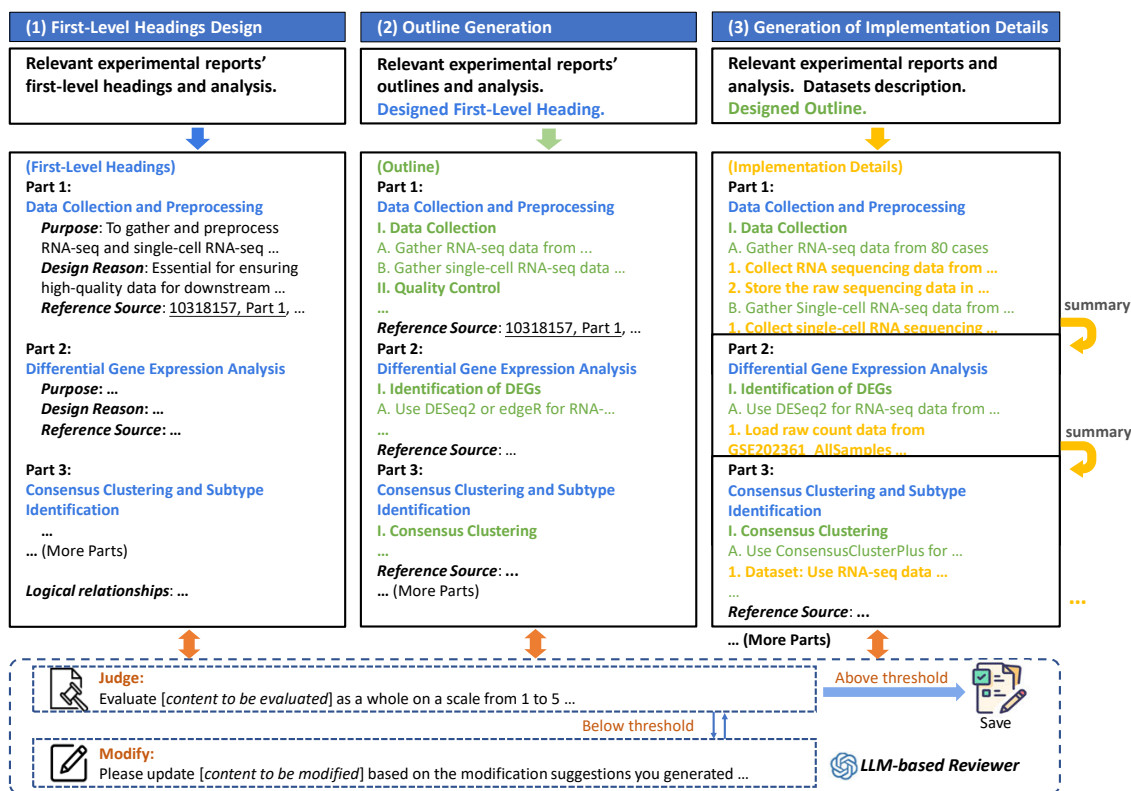 (1) First-Level Headings Design
Relevant experimental reports'
first-level headings and analysis.
(First-Level Headings)
Part 1:
Data Collection and Preprocessing
Purpose: To gather and preprocess
RNA-seq and single-cell RNA-seq ...
Design Reason: Essential for ensuring
high-quality data for downstream ...
Reference Source: 10318157, Part 1, ...
Part 2:
Differential Gene Expression Analysis
Purpose: ...
Design Reason: ...
Reference Source: ...
Part 3:
Consensus Clustering and Subtype
Identification
...
... (More Parts)
Logical relationships: ...
(2) Outline Generation
Relevant experimental reports'
outlines and analysis.
Designed First-Level Heading.
(Outline)
Part 1:
Data Collection and Preprocessing
I. Data Collection
A. Gather RNA-seq data from ...
B. Gather single-cell RNA-seq data ...
II. Quality Control
...
Reference Source: 10318157, Part 1, ...
Part 2:
Differential Gene Expression Analysis
I. Identification of DEGs
A. Use DESeq2 or edgeR for RNA-...
...
Reference Source: ...
Part 3:
Consensus Clustering and Subtype
Identification
I. Consensus Clustering
...
Reference Source: ...
... (More Parts)
(3) Generation of Implementation Details
Relevant experimental reports and
analysis. Datasets description.
Designed Outline.
(Implementation Details)
Part 1:
Data Collection and Preprocessing
I. Data Collection
A. Gather RNA-seq data from 80 cases
1. Collect RNA sequencing data from ...
2. Store the raw sequencing data in ...
B. Gather Single-cell RNA-seq data from ...
1. Collect single-cell RNA sequencing ...
summary
Part 2:
Differential Gene Expression Analysis
I. Identification of DEGs
A. Use DESeq2 for RNA-seq data from ...
1. Load raw count data from
GSE202361_AllSamples ...
summary
Part 3:
Consensus Clustering and Subtype
Identification
I. Consensus Clustering
A. Use ConsensusClusterPlus for ...
1. Dataset: Use RNA-seq data ...
...
Reference Source: ...
...
... (More Parts)
Judge:
Evaluate [content to be evaluated] as a whole on a scale from 1 to 5 ...
Above threshold
Save
Below threshold
Modify:
Please update [content to be modified] based on the modification suggestions you generated ...
LLM-based Reviewer